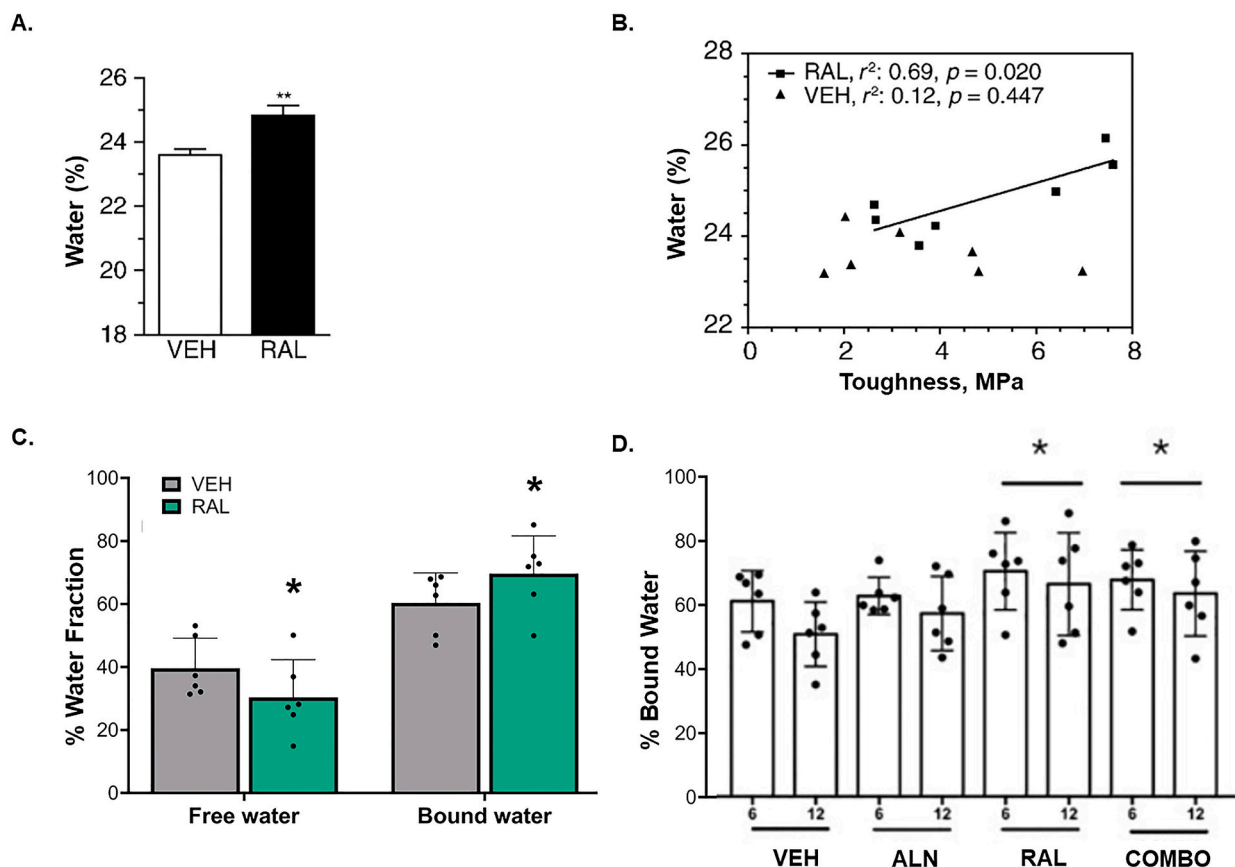 A.
26
24
22
20
18
Water (%)
**
VEH
RAL
B.
28
26
24
22
Water (%)
RAL, r²: 0.69, p = 0.020
VEH, r²: 0.12, p = 0.447
0
2
4
6
8
Toughness, MPa
C.
100
80
60
40
20
0
% Water Fraction
VEH
RAL
*
*
Free water
Bound water
D.
100
80
60
40
20
0
% Bound Water
*
*
6
12
6
12
6
12
6
12
VEH
ALN
RAL
COMBO